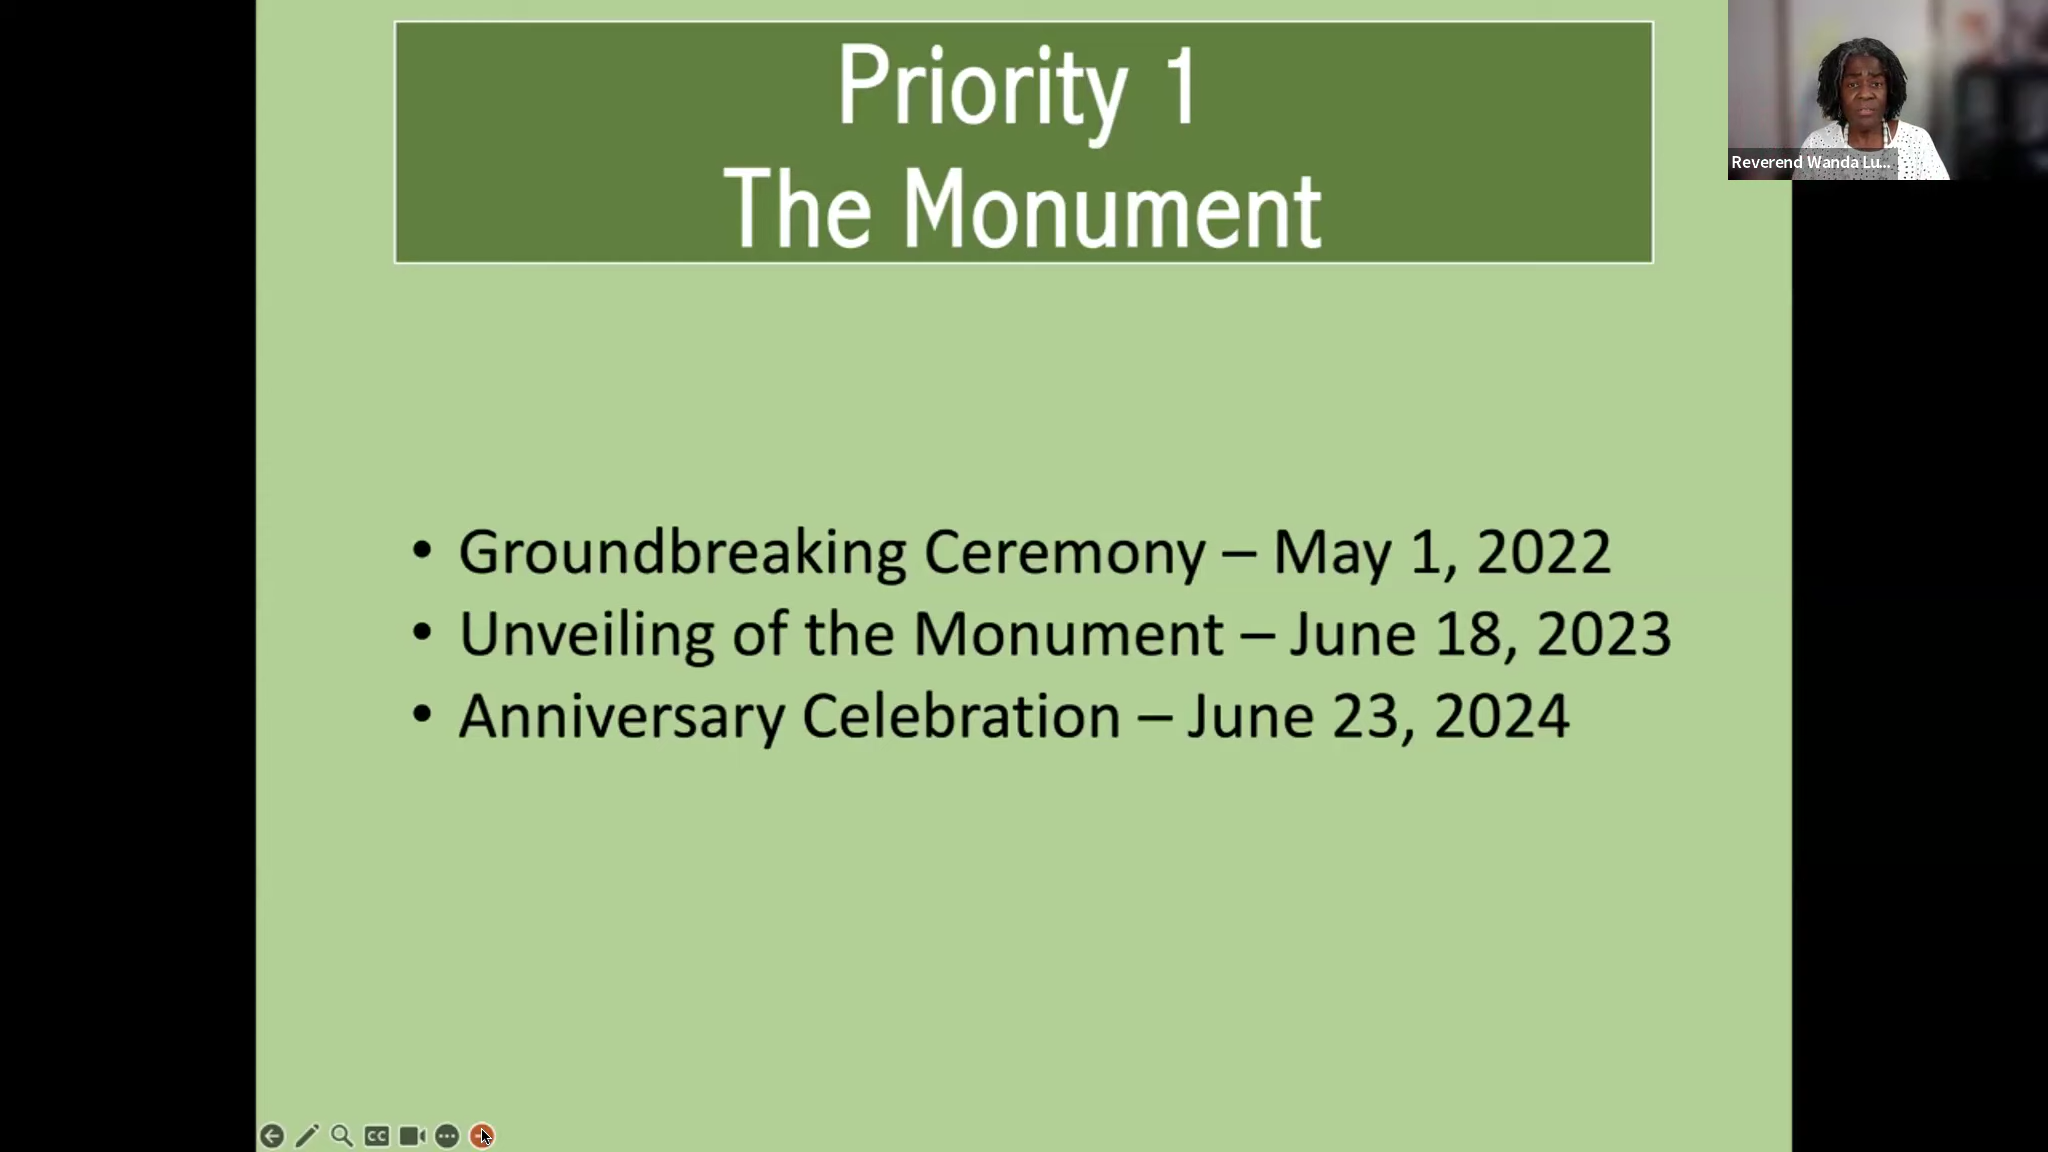 Priority 1
The Monument
Reverend Wanda Lu...
• Groundbreaking Ceremony – May 1, 2022
• Unveiling of the Monument – June 18, 2023
• Anniversary Celebration – June 23, 2024
CC